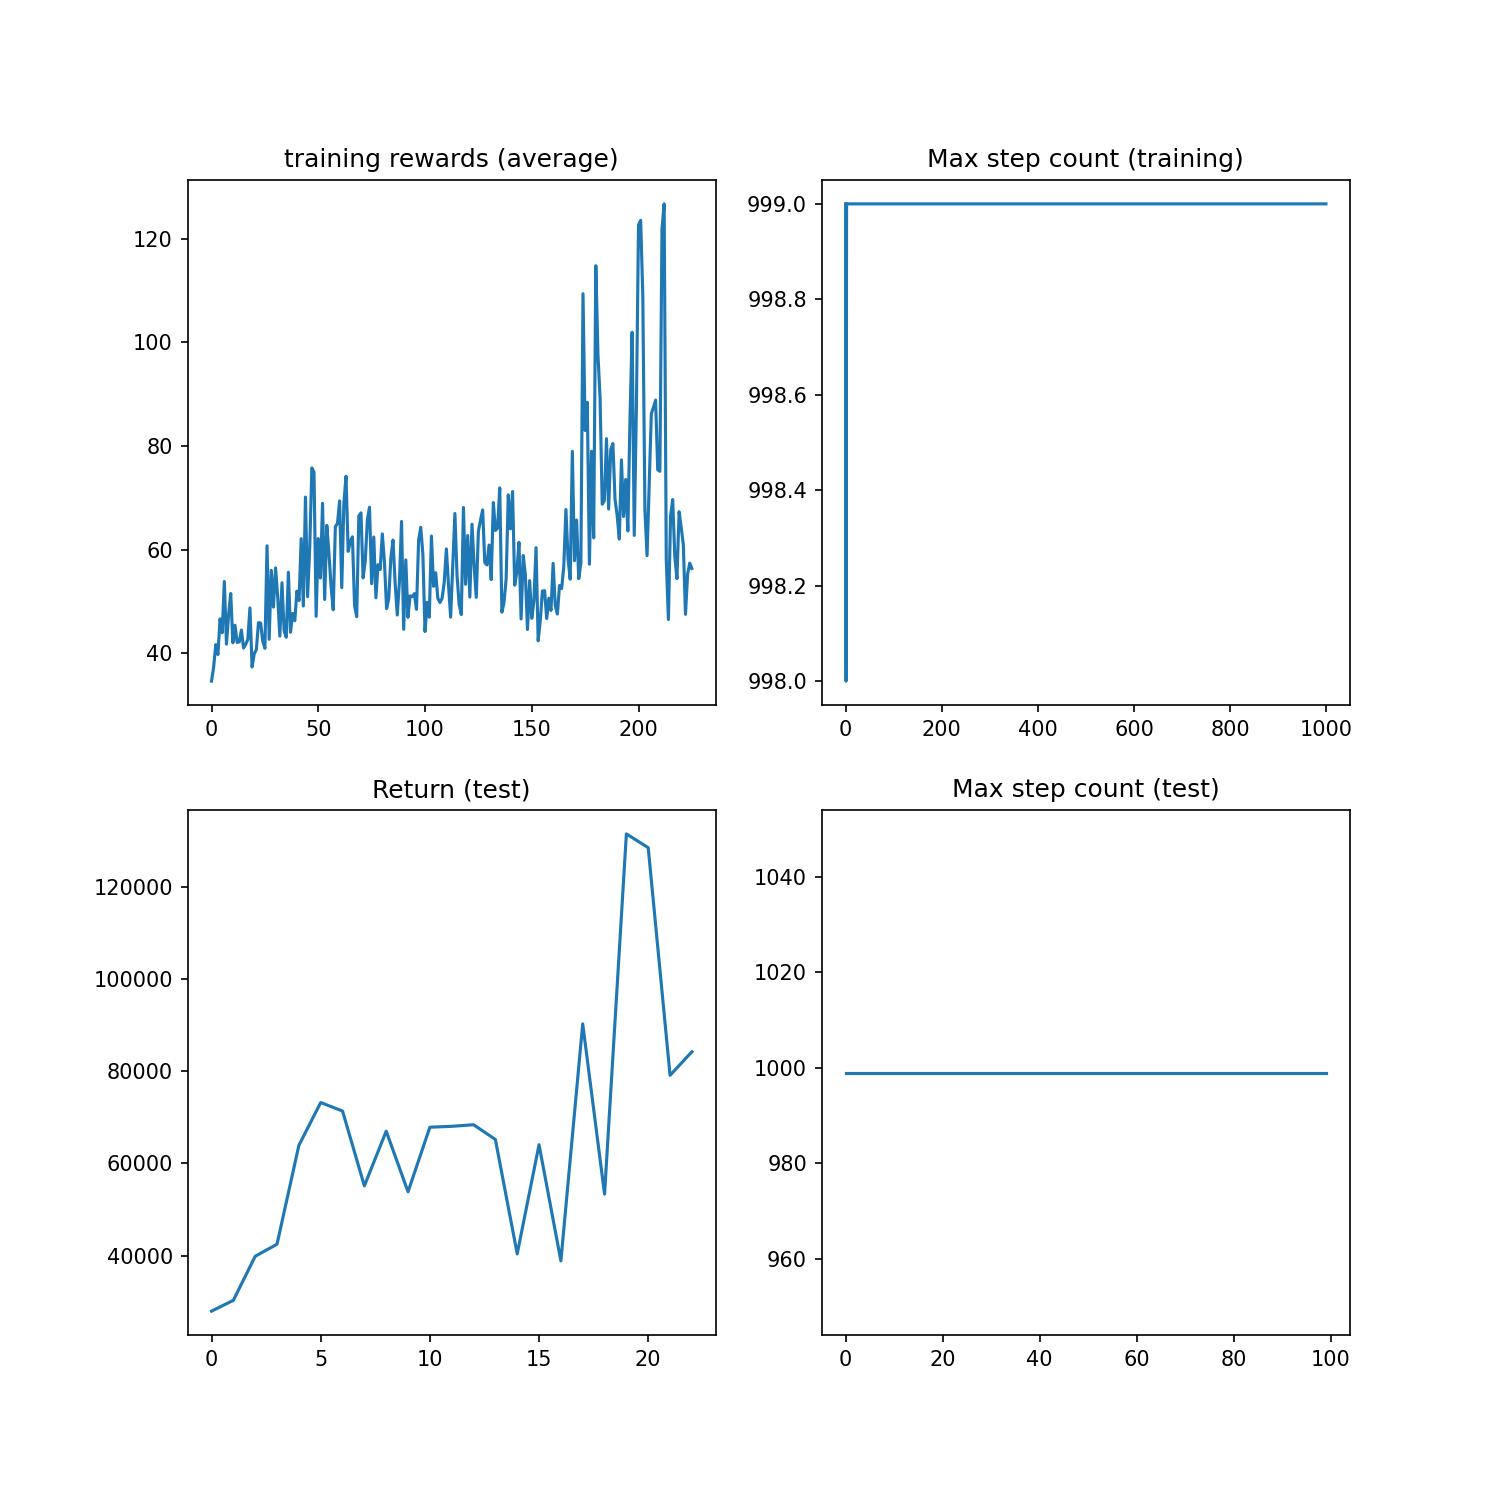 training rewards (average)
120
100
80
60
40
0 50 100 150 200
Max step count (training)
999.0
998.8
998.6
998.4
998.2
998.0
0 200 400 600 800 1000
Return (test)
120000
100000
80000
60000
40000
0 5 10 15 20
Max step count (test)
1040
1020
1000
980
960
0 20 40 60 80 100